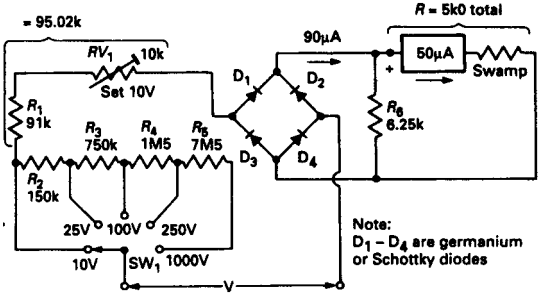 = 95.02k
RV1
10k
Set 10V
R1
91k
R2
150k
R3
750k
R4
1M5
R5
7M5
25V
100V
250V
10V
SW1
1000V
V
D1
D2
D3
D4
90μA
R = 5k0 total
50μA
+
Swamp
R6
6.25k
Note:
D1 – D4 are germanium
or Schottky diodes